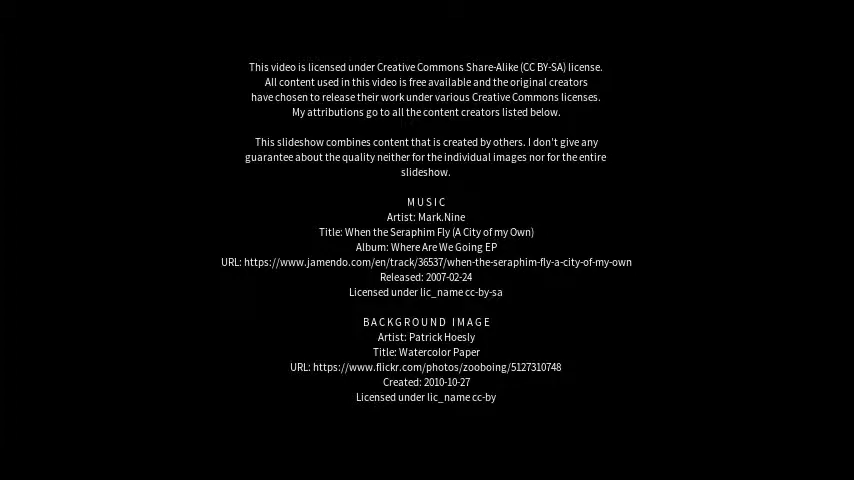 This video is licensed under Creative Commons Share-Alike (CC BY-SA) license.
All content used in this video is free available and the original creators
have chosen to release their work under various Creative Commons licenses.
My attributions go to all the content creators listed below.
This slideshow combines content that is created by others. I don't give any
guarantee about the quality neither for the individual images nor for the entire
slideshow.
MUSIC
Artist: Mark.Nine
Title: When the Seraphim Fly (A City of my Own)
Album: Where Are We Going EP
URL: https://www.jamendo.com/en/track/36537/when-the-seraphim-fly-a-city-of-my-own
Released: 2007-02-24
Licensed under lic_name cc-by-sa
BACKGROUND IMAGE
Artist: Patrick Hoesly
Title: Watercolor Paper
URL: https://www.flickr.com/photos/zooboing/5127310748
Created: 2010-10-27
Licensed under lic_name cc-by